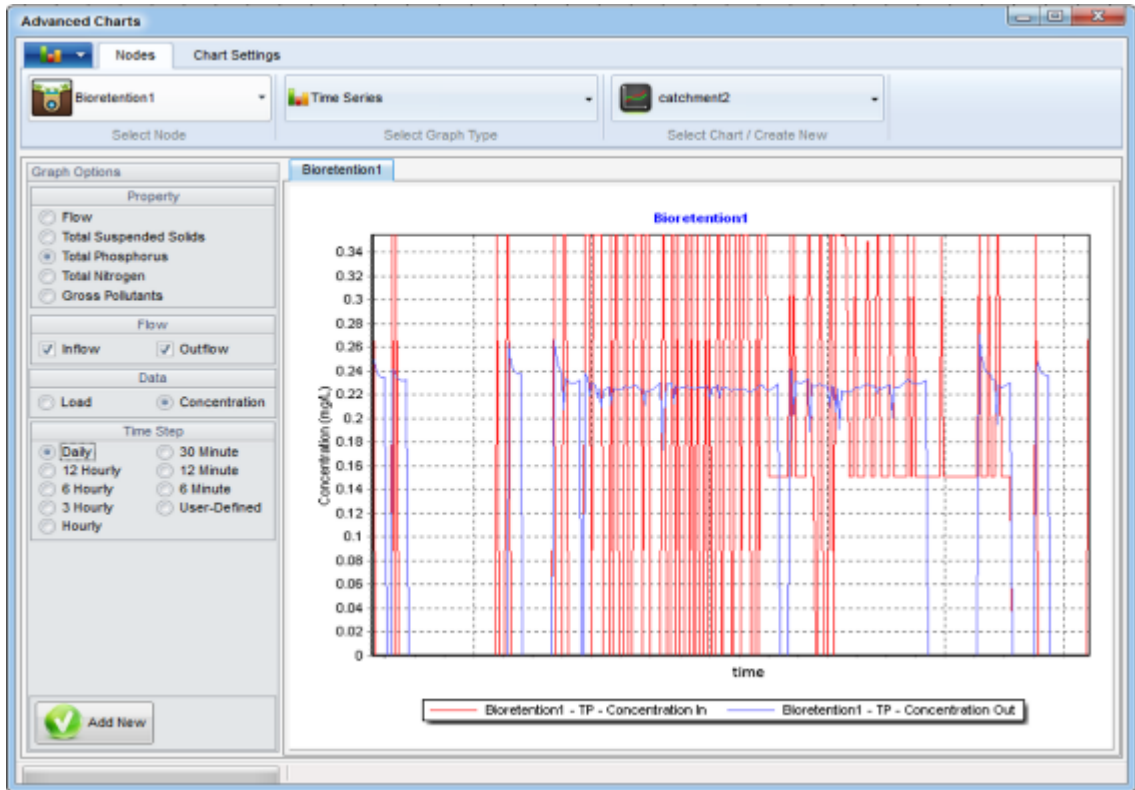 Advanced Charts
Nodes Chart Settings
Bioretention1 Time Series catchment2
Select Node Select Graph Type Select Chart / Create New
Graph Options
Property
Flow
Total Suspended Solids
Total Phosphorus
Total Nitrogen
Gross Pollutants
Flow
Inflow Outflow
Data
Load Concentration
Time Step
Daily 30 Minute
12 Hourly 12 Minute
6 Hourly 6 Minute
3 Hourly User-Defined
Hourly
Add New
Bioretention1
Bioretention1
Concentration (mg/L)
0.34
0.32
0.3
0.28
0.26
0.24
0.22
0.2
0.18
0.16
0.14
0.12
0.1
0.08
0.06
0.04
0.02
0
time
Bioretention1 - TP - Concentration In Bioretention1 - TP - Concentration Out